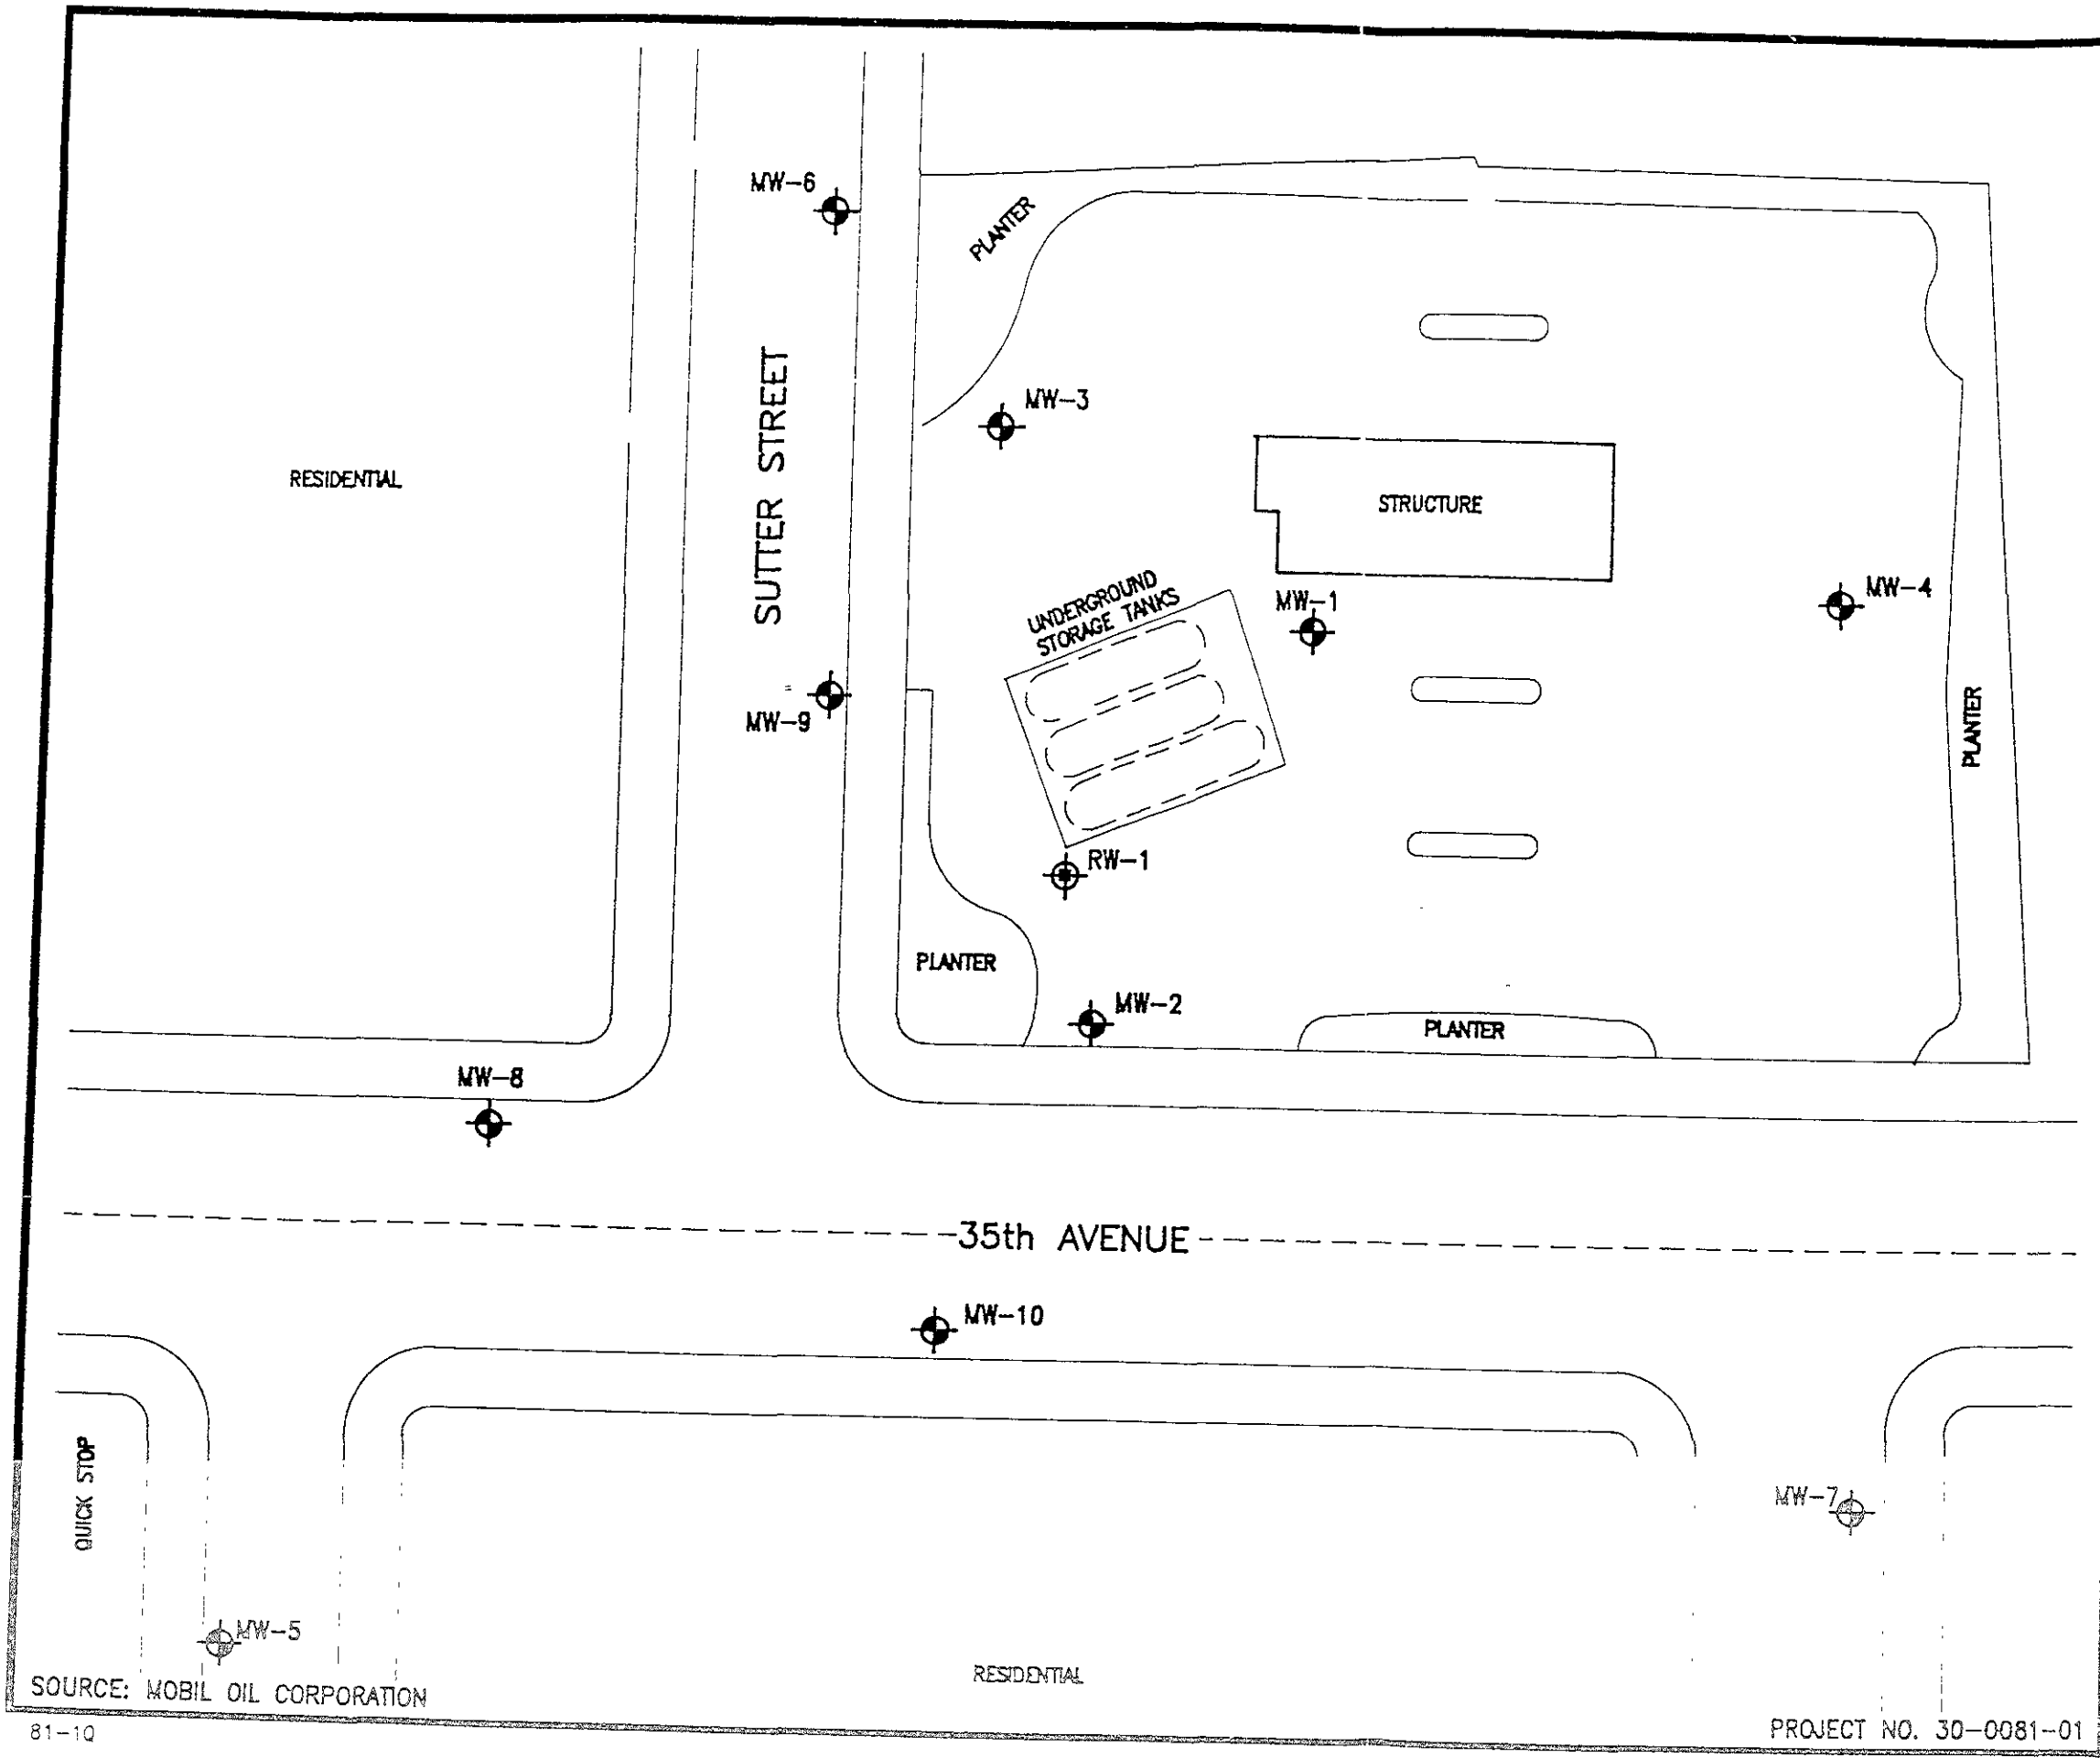 MW-6
PLANTER
MW-3
SUTTER STREET
RESIDENTIAL
STRUCTURE
UNDERGROUND
STORAGE TANKS
MW-1
MW-4
MW-9
PLANTER
RW-1
PLANTER
MW-2
PLANTER
MW-8
35th AVENUE
MW-10
QUICK STOP
MW-7
MW-5
RESIDENTIAL
SOURCE: MOBIL OIL CORPORATION
81-1Q
PROJECT NO. 30-0081-01